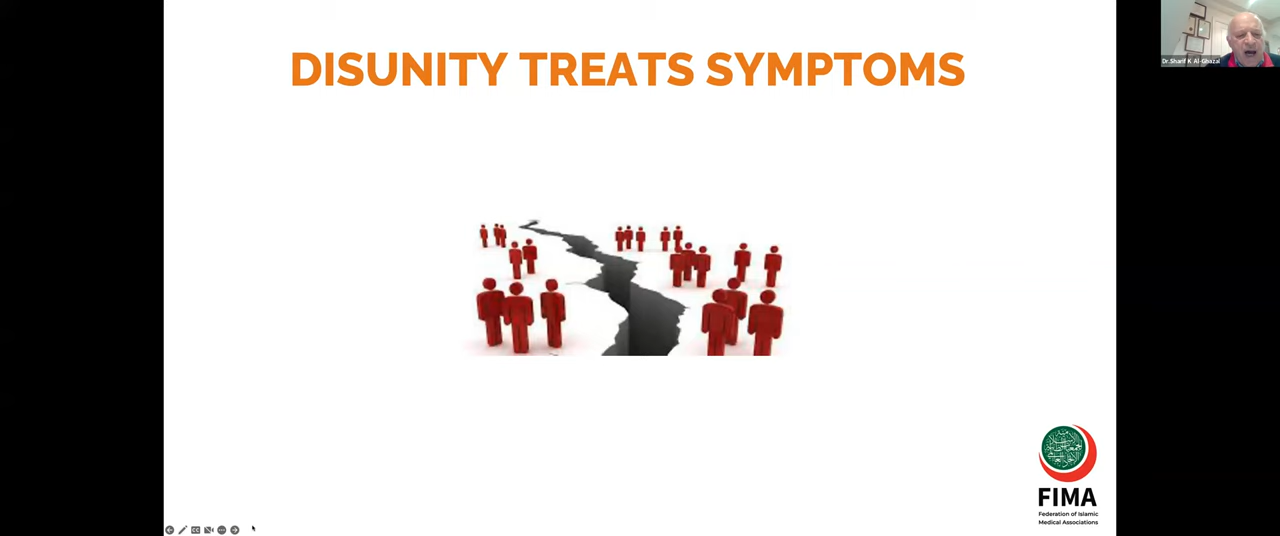 DISUNITY TREATS SYMPTOMS
Dr.Sharif K Al-Ghazal
FIMA
Federation of Islamic
Medical Associations